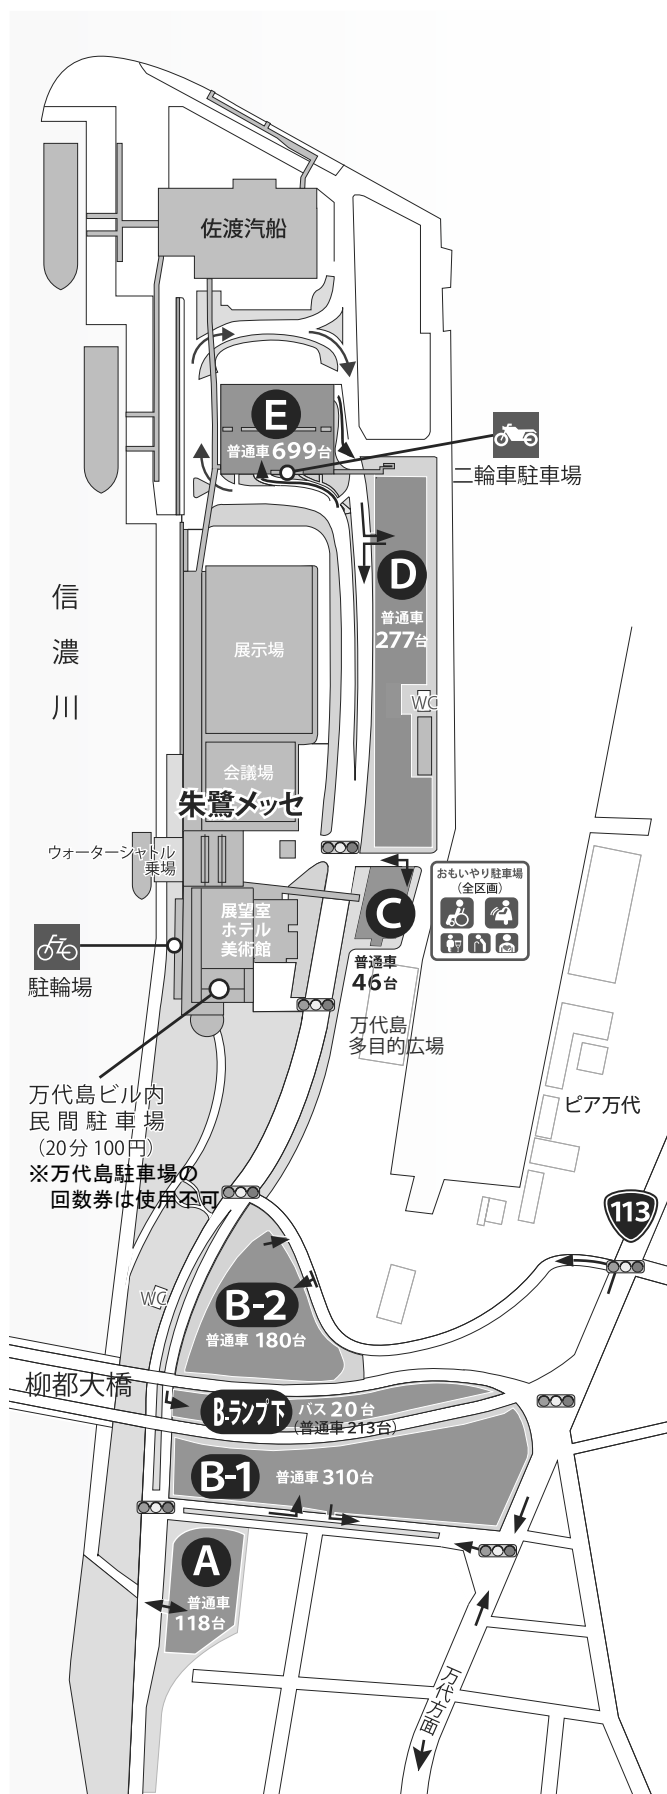 佐渡汽船
E
普通車699台
二輪車駐車場
D
普通車
277台
信濃川
展示場
WC
会議場
朱鷺メッセ
ウォーターシャトル
乗場
おもいやり駐車場
（全区画）
展望室
ホテル
美術館
C
普通車
46台
駐輪場
万代島
多目的広場
万代島ビル内
民間駐車場
（20分 100円）
※万代島駐車場の
回数券は使用不可
ピア万代
113
WC
B-2
普通車 180台
柳都大橋
B-ランプ下
バス 20台
（普通車 213台）
B-1
普通車 310台
A
普通車
118台
万代方面